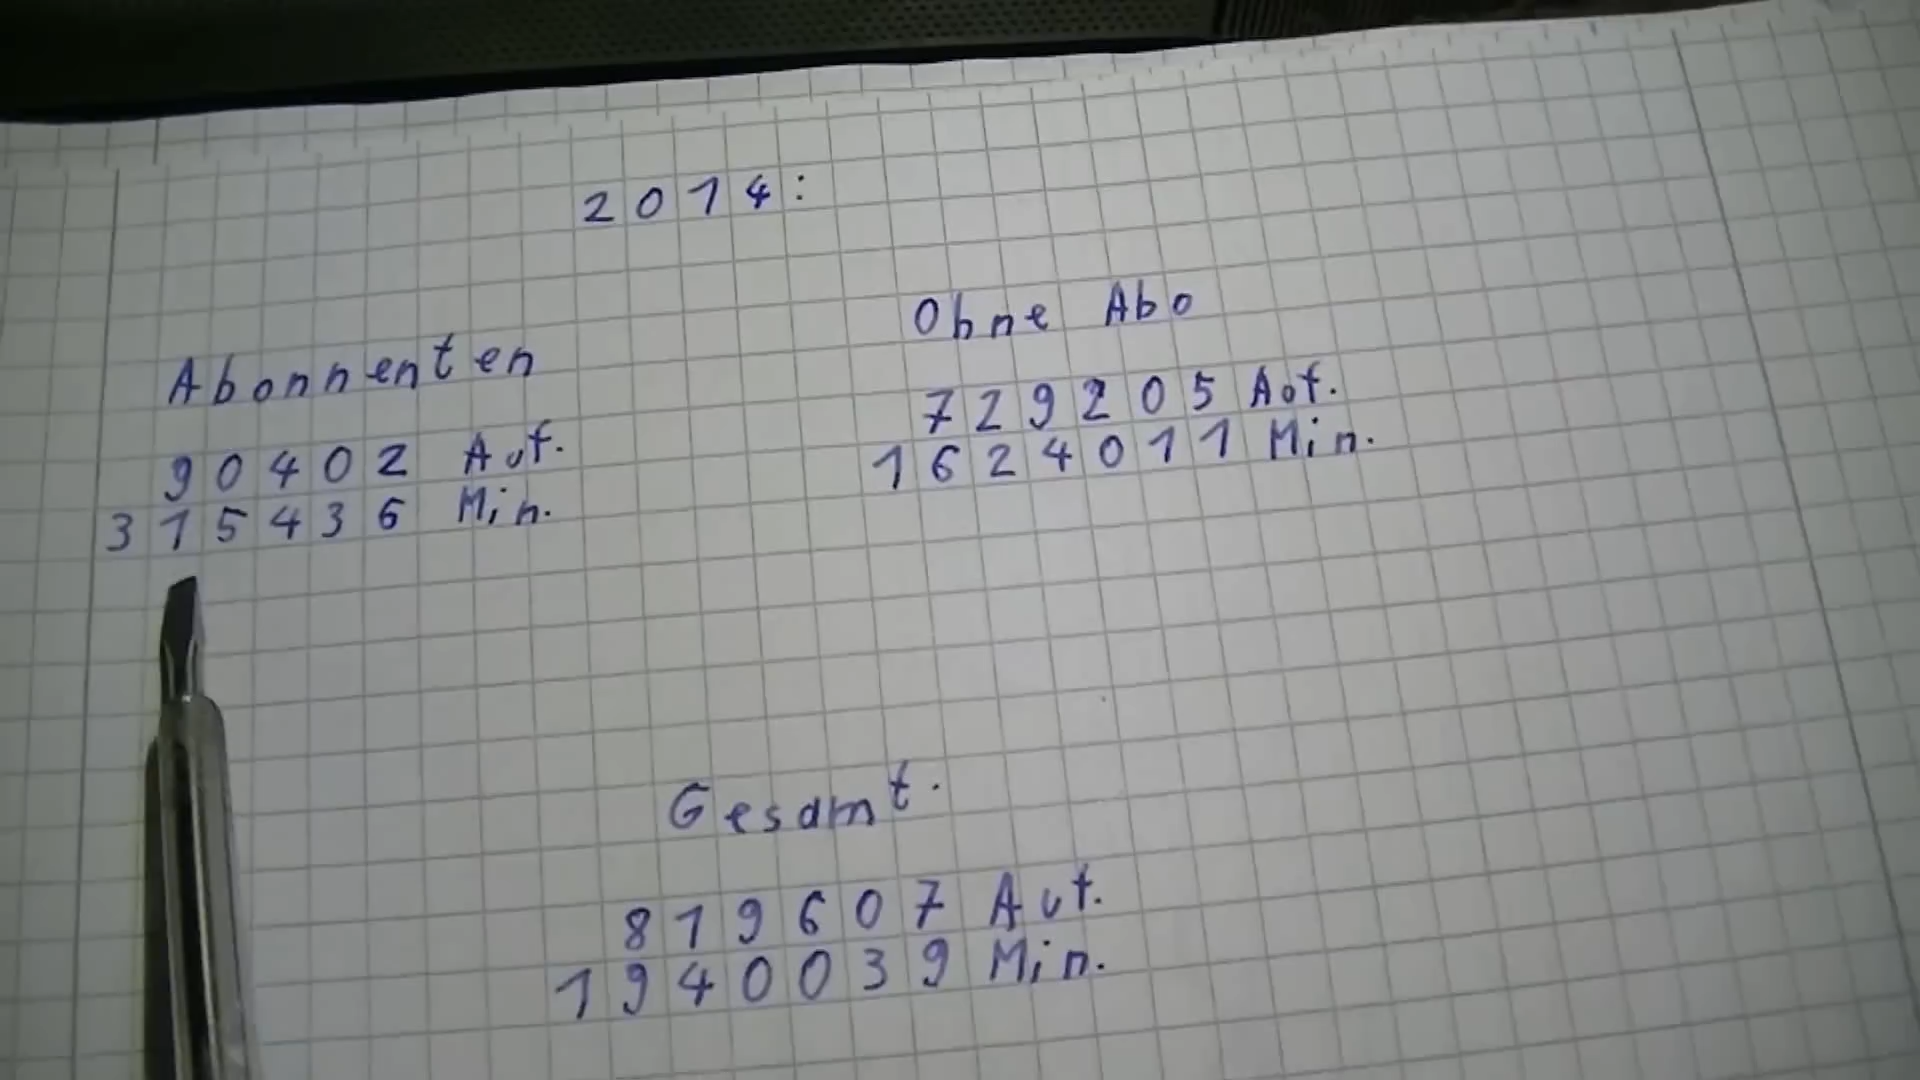 2014:
Abonnenten
90402 Auf.
315436 Min.
Ohne Abo
729205 Auf.
1624011 Min.
Gesamt.
819607 Auf.
1940039 Min.